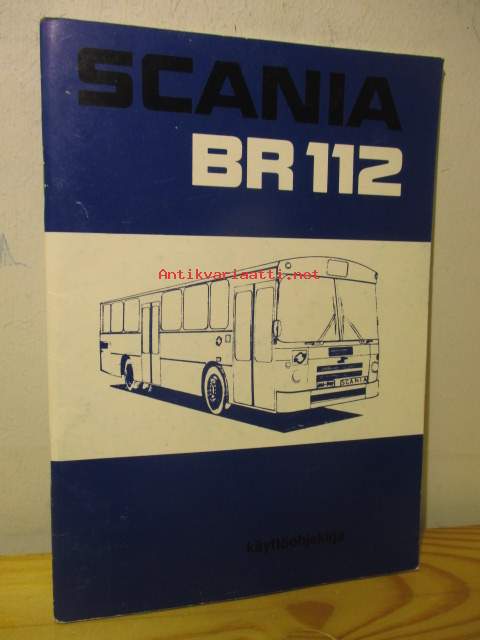 SCANIA
BR 112
Antikvariaatti.net
SCANIA
käyttöohjekirja